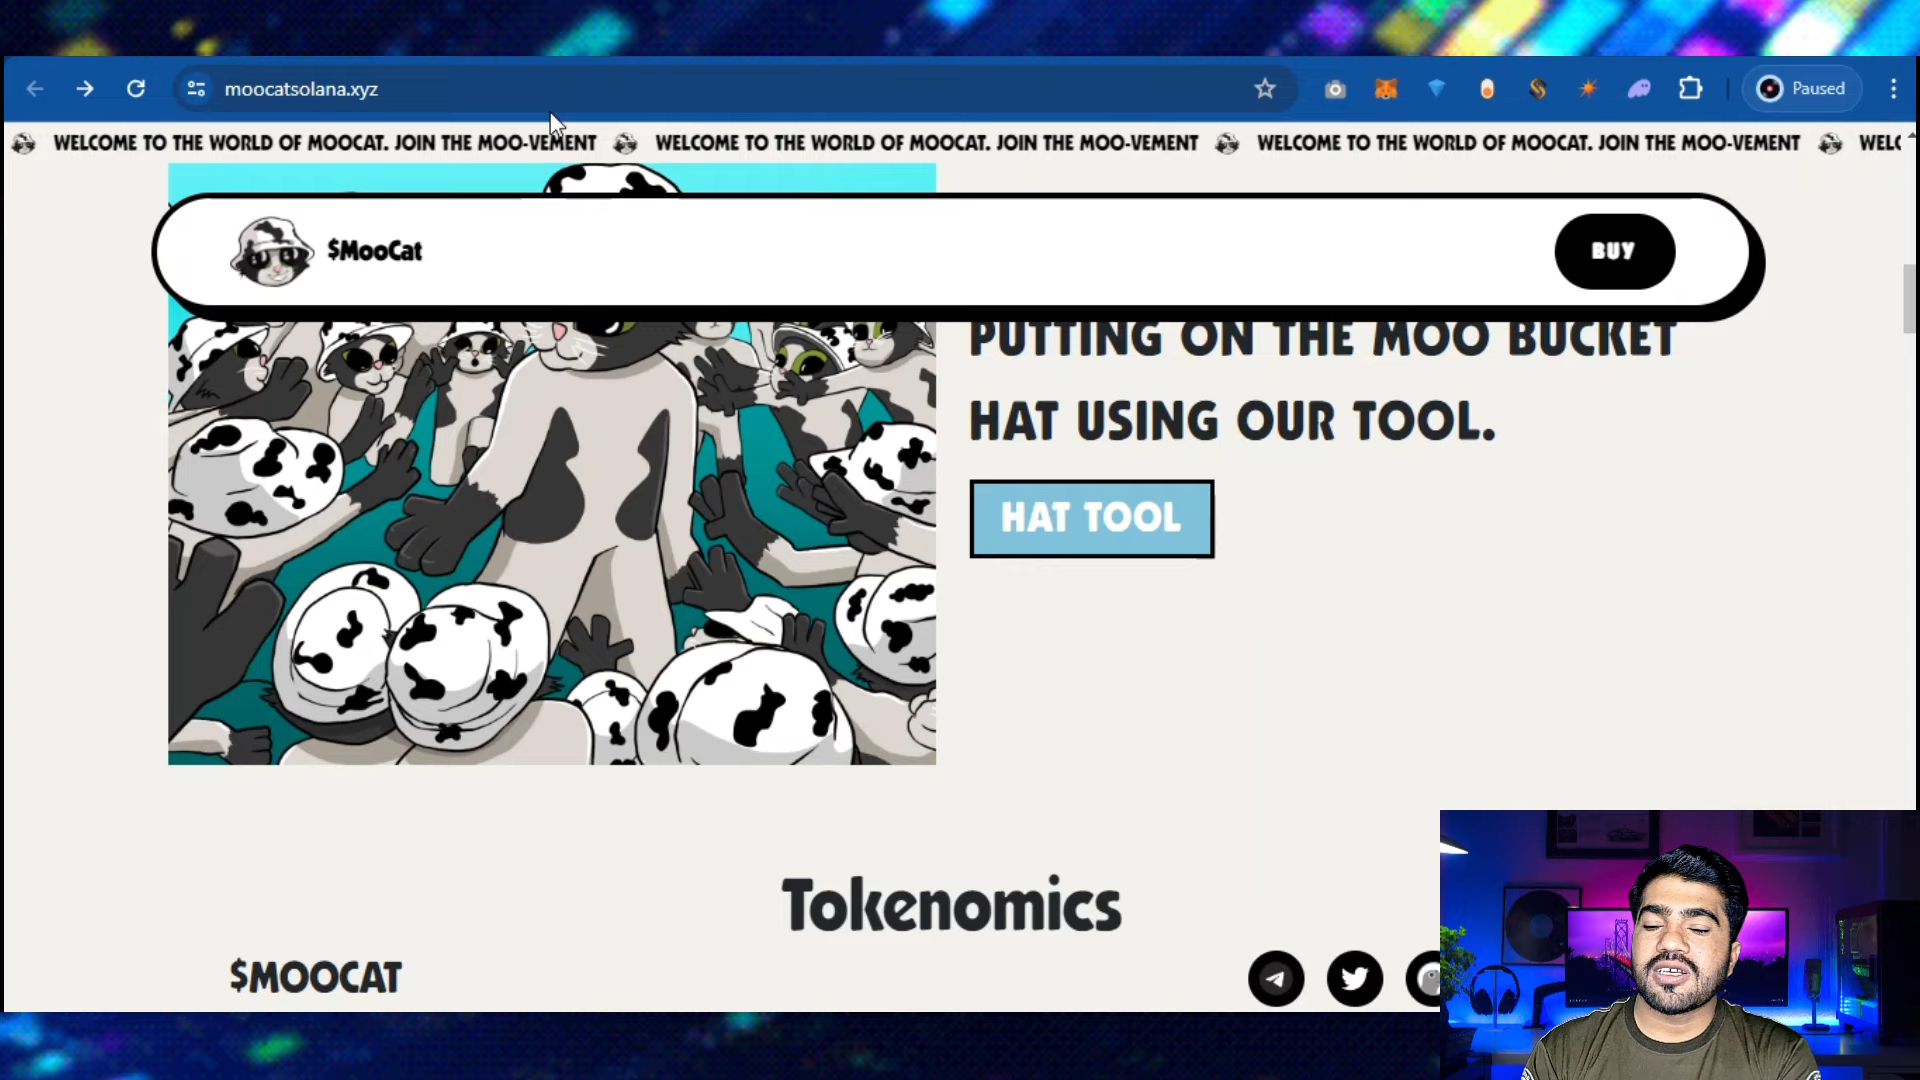 moocatsolana.xyz
Paused
WELCOME TO THE WORLD OF MOOCAT. JOIN THE MOO-VEMENT WELCOME TO THE WORLD OF MOOCAT. JOIN THE MOO-VEMENT WELCOME TO THE WORLD OF MOOCAT. JOIN THE MOO-VEMENT WELC
$MooCat
BUY
PUTTING ON THE MOO BUCKET
HAT USING OUR TOOL.
HAT TOOL
Tokenomics
$MOOCAT